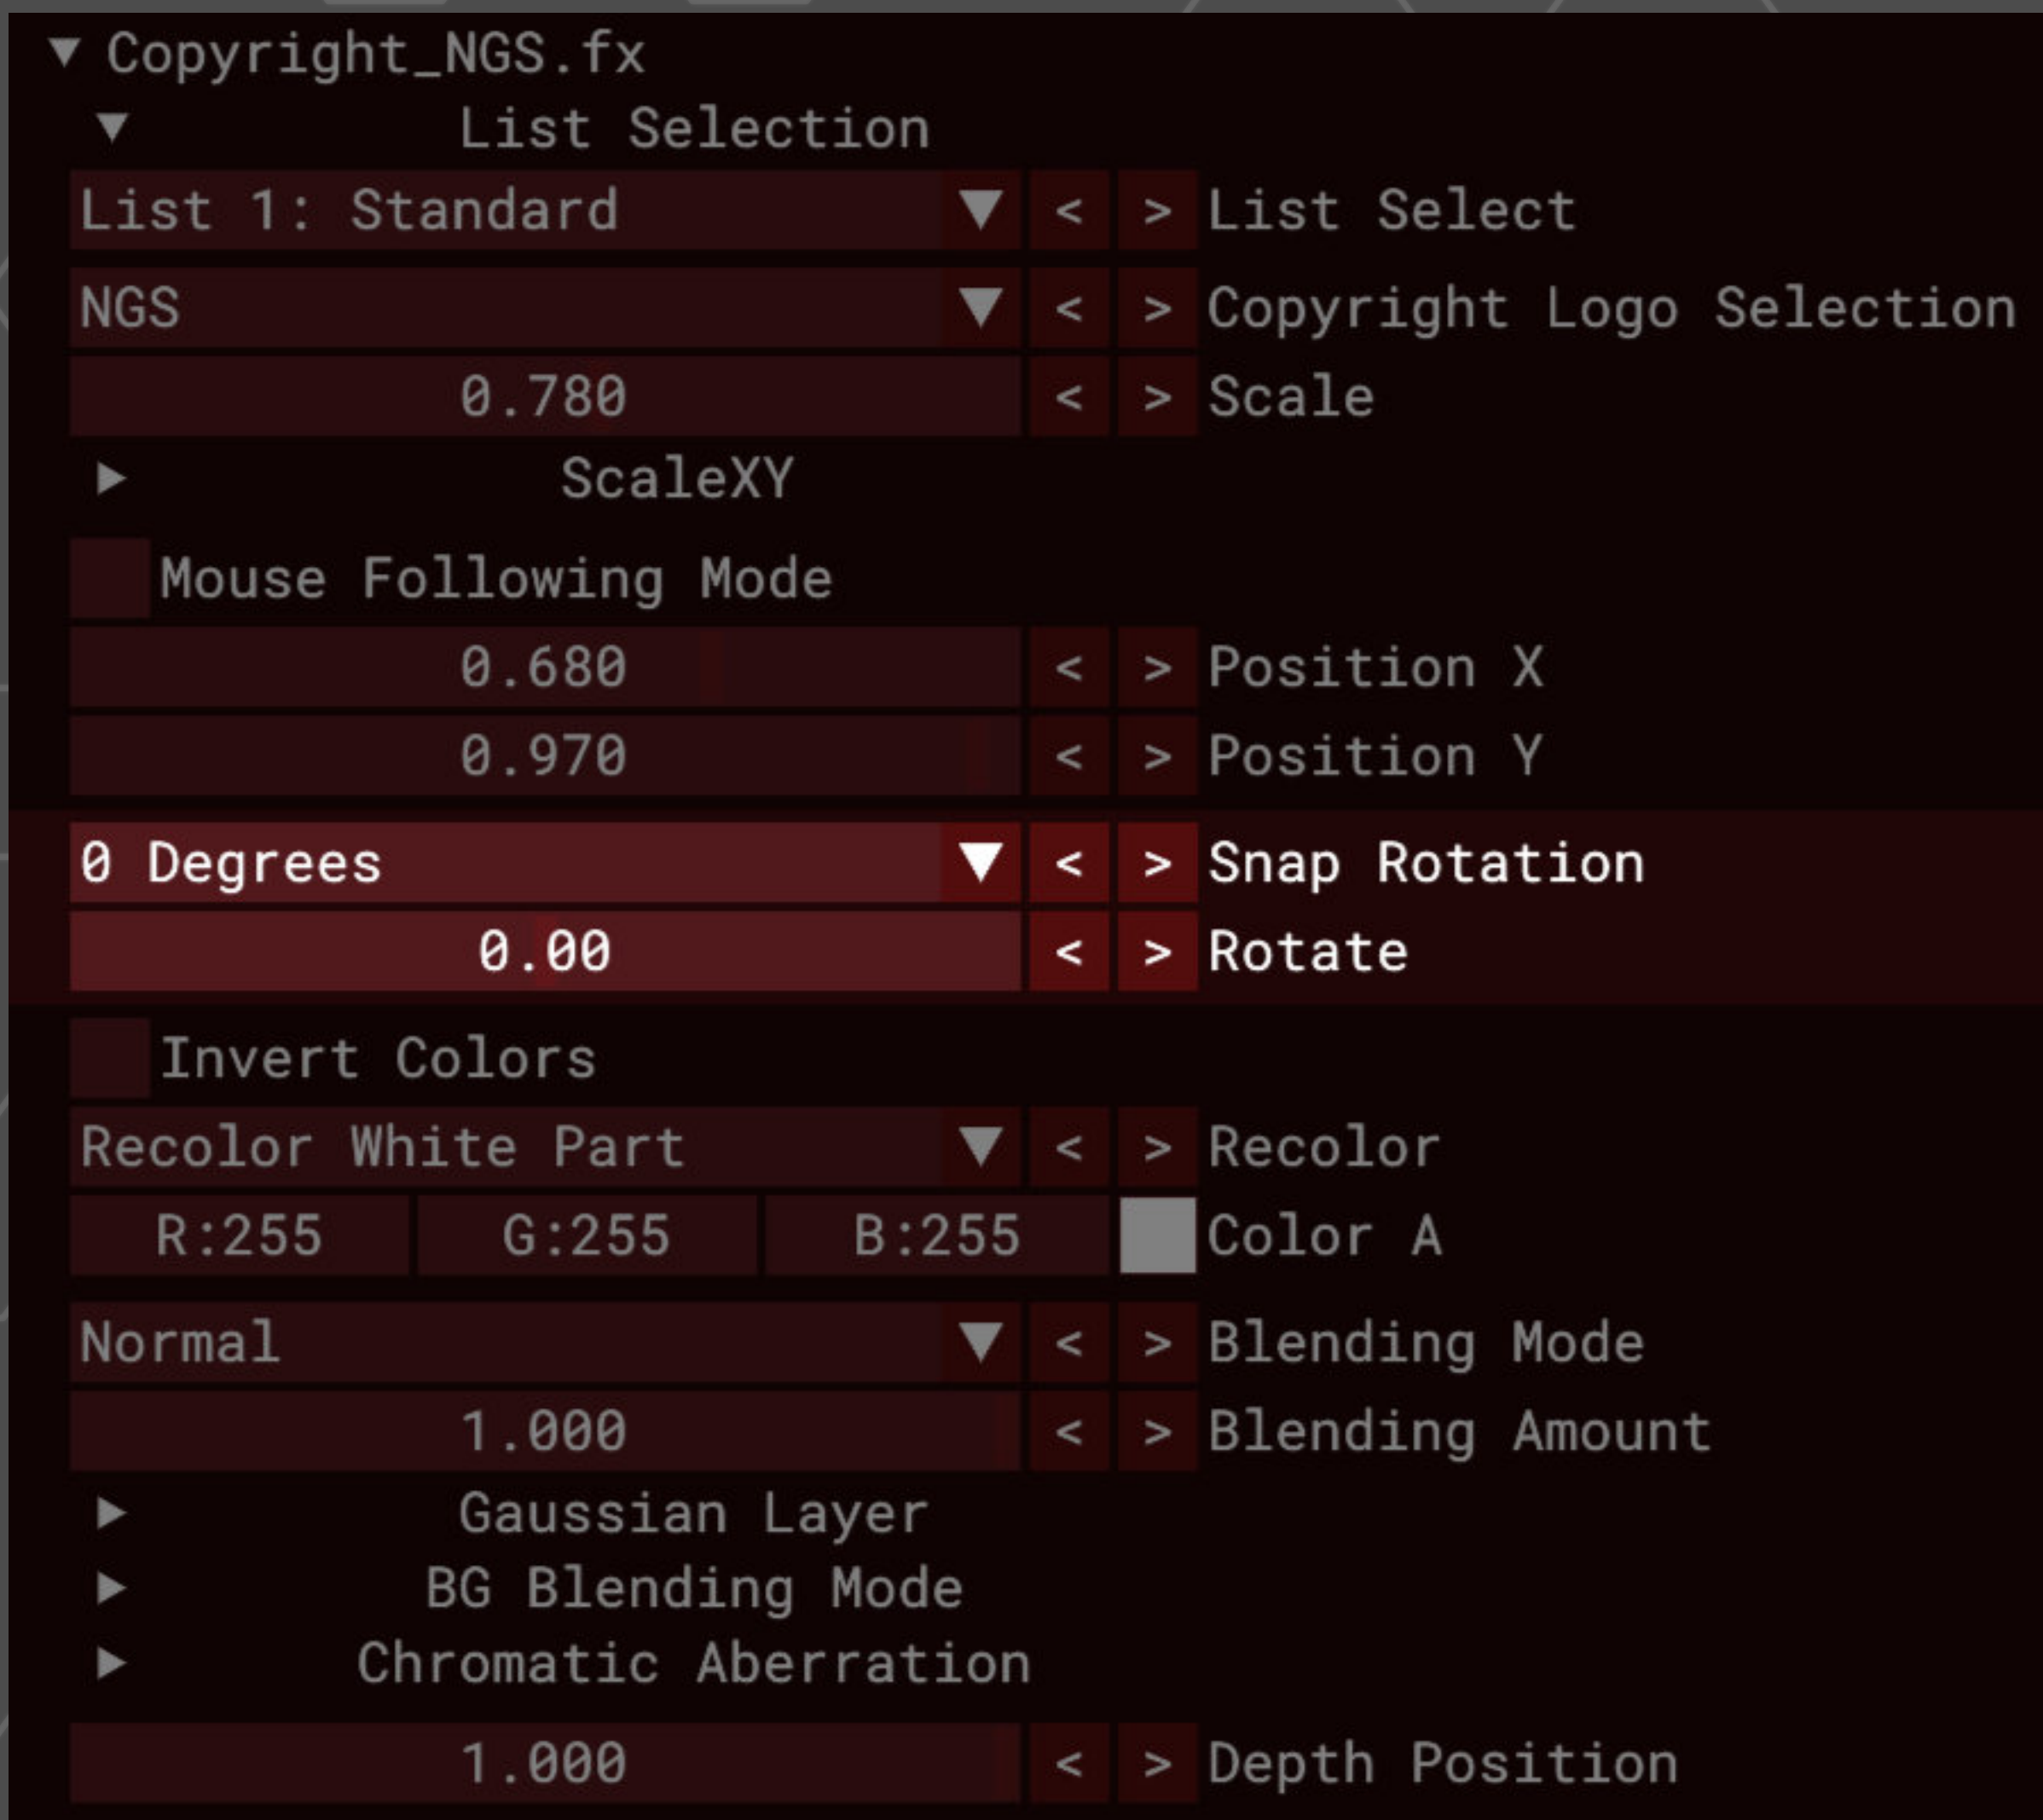 Copyright_NGS.fx
List Selection
List 1: Standard < > List Select
NGS < > Copyright Logo Selection
0.780 < > Scale
ScaleXY
Mouse Following Mode
0.680 < > Position X
0.970 < > Position Y
0 Degrees < > Snap Rotation
0.00 < > Rotate
Invert Colors
Recolor White Part < > Recolor
R:255 G:255 B:255 Color A
Normal < > Blending Mode
1.000 < > Blending Amount
Gaussian Layer
BG Blending Mode
Chromatic Aberration
1.000 < > Depth Position